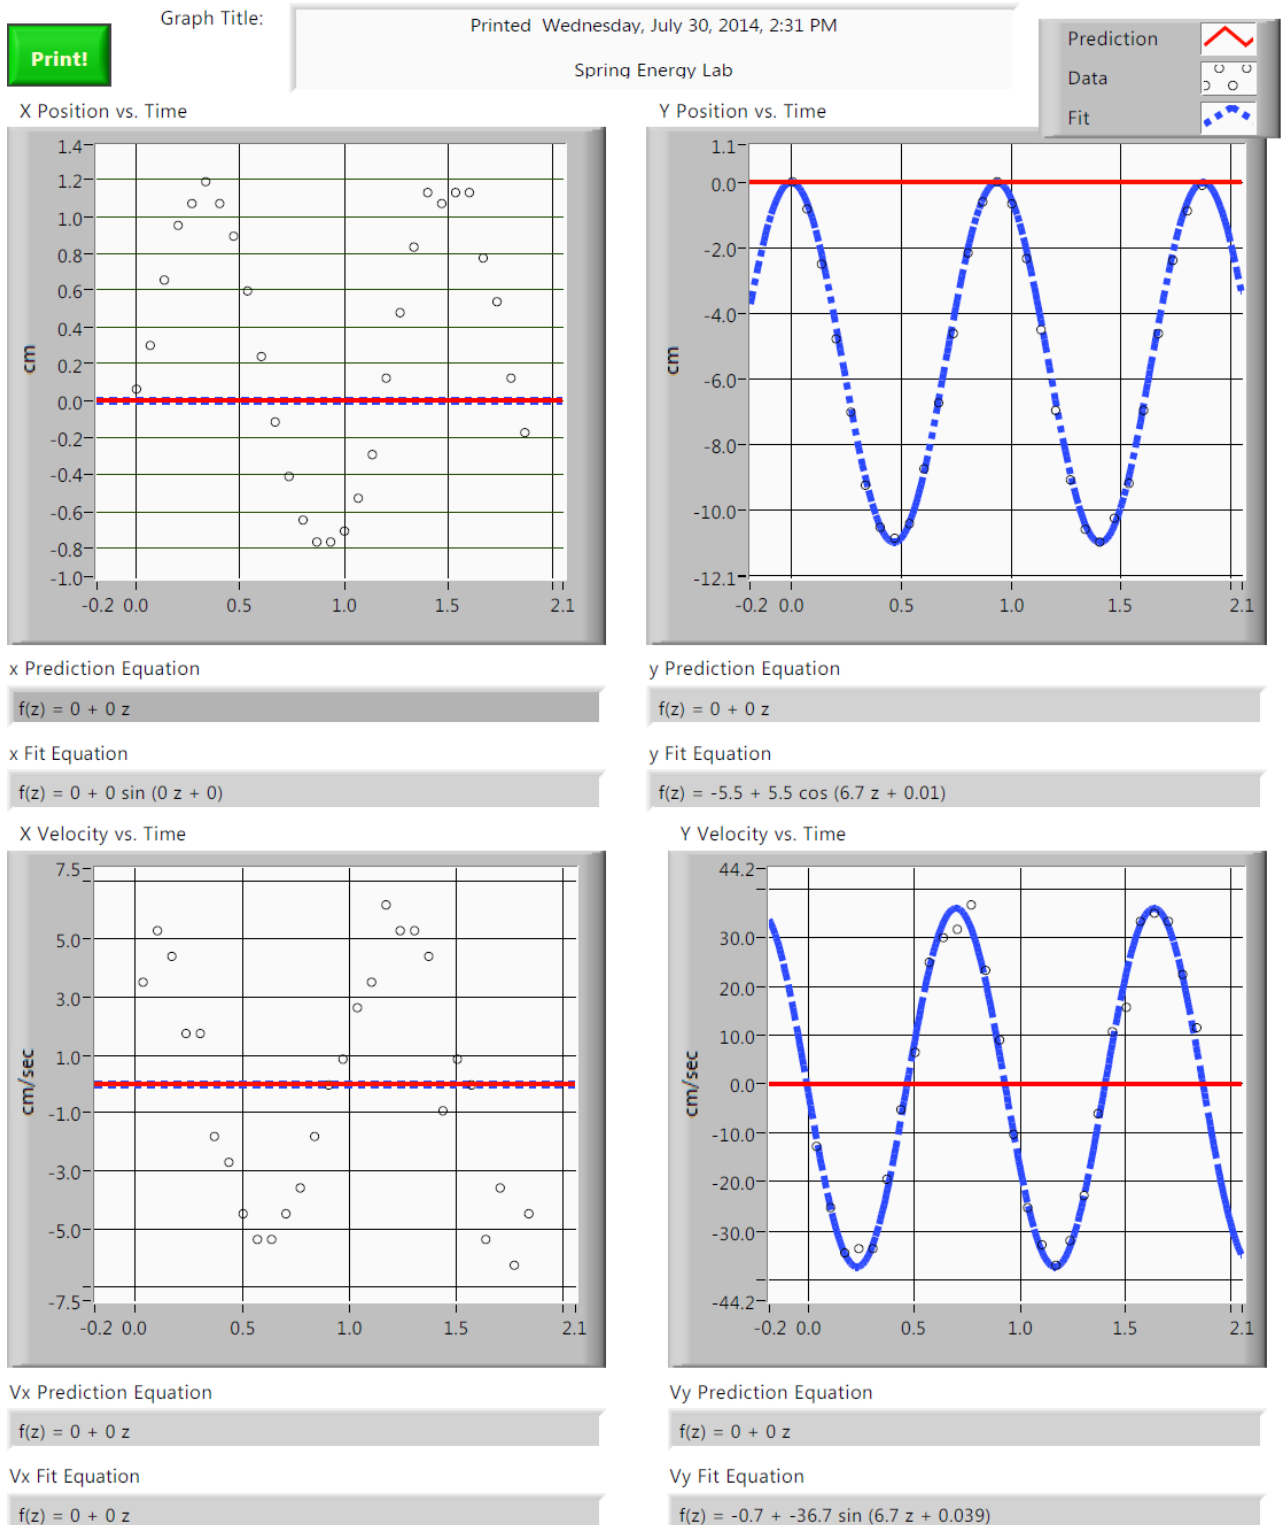 Graph Title:
Printed Wednesday, July 30, 2014, 2:31 PM
Spring Energy Lab
Print!
Prediction
Data
Fit
X Position vs. Time
1.4
1.2
1.0
0.8
0.6
0.4
0.2
0.0
-0.2
-0.4
-0.6
-0.8
-1.0
cm
-0.2 0.0 0.5 1.0 1.5 2.1
Y Position vs. Time
1.1
0.0
-2.0
-4.0
-6.0
-8.0
-10.0
-12.1
cm
-0.2 0.0 0.5 1.0 1.5 2.1
x Prediction Equation
f(z) = 0 + 0 z
x Fit Equation
f(z) = 0 + 0 sin (0 z + 0)
y Prediction Equation
f(z) = 0 + 0 z
y Fit Equation
f(z) = -5.5 + 5.5 cos (6.7 z + 0.01)
X Velocity vs. Time
7.5
5.0
3.0
1.0
-1.0
-3.0
-5.0
-7.5
cm/sec
-0.2 0.0 0.5 1.0 1.5 2.1
Y Velocity vs. Time
44.2
30.0
20.0
10.0
0.0
-10.0
-20.0
-30.0
-44.2
cm/sec
-0.2 0.0 0.5 1.0 1.5 2.1
Vx Prediction Equation
f(z) = 0 + 0 z
Vx Fit Equation
f(z) = 0 + 0 z
Vy Prediction Equation
f(z) = 0 + 0 z
Vy Fit Equation
f(z) = -0.7 + -36.7 sin (6.7 z + 0.039)